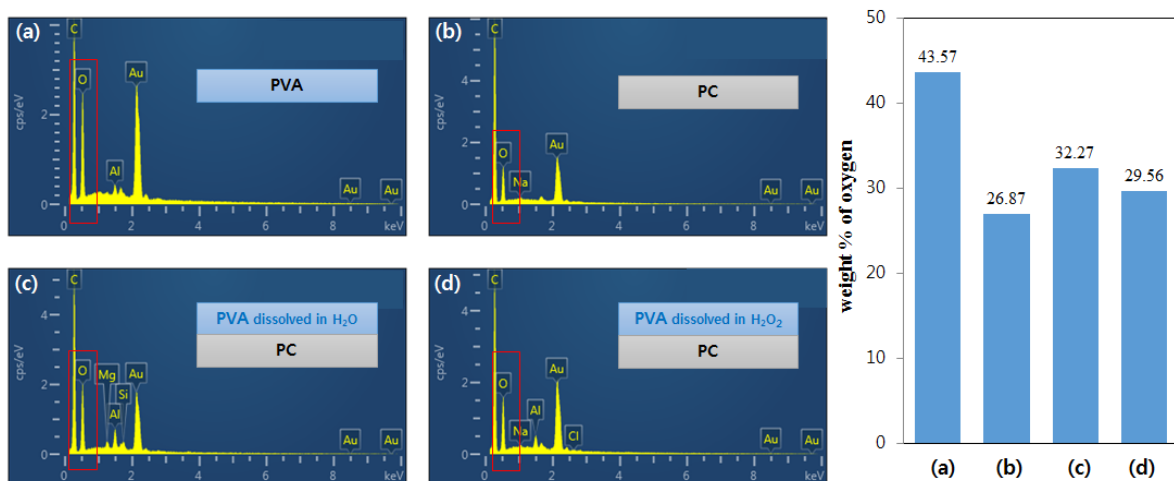 (a)
C
O
Au
Al
Au
Au
PVA
cps/eV
2
0
0
2
4
6
8
keV
(b)
C
O
Na
Au
Au
Au
PC
cps/eV
4
2
0
0
2
4
6
8
keV
(c)
C
O
Mg
Al
Si
Au
Au
Au
PVA dissolved in H₂O
PC
cps/eV
4
2
0
0
2
4
6
8
keV
(d)
C
O
Na
Al
Au
Cl
Au
Au
PVA dissolved in H₂O₂
PC
cps/eV
4
2
0
0
2
4
6
8
keV
weight % of oxygen
50
40
30
20
10
0
43.57
26.87
32.27
29.56
(a) (b) (c) (d)